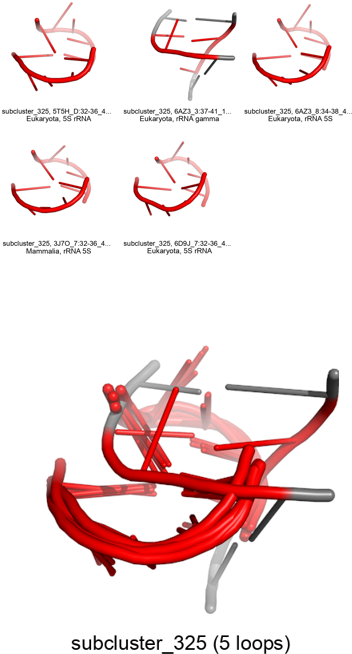 subcluster_325, 5T5H_D:32-36_4...
Eukaryota, 5S rRNA
subcluster_325, 6AZ3_3:37-41_1...
Eukaryota, rRNA gamma
subcluster_325, 6AZ3_8:34-38_4...
Eukaryota, rRNA 5S
subcluster_325, 3J7O_7:32-36_4...
Mammalia, rRNA 5S
subcluster_325, 6D9J_7:32-36_4...
Eukaryota, 5S rRNA
subcluster_325 (5 loops)